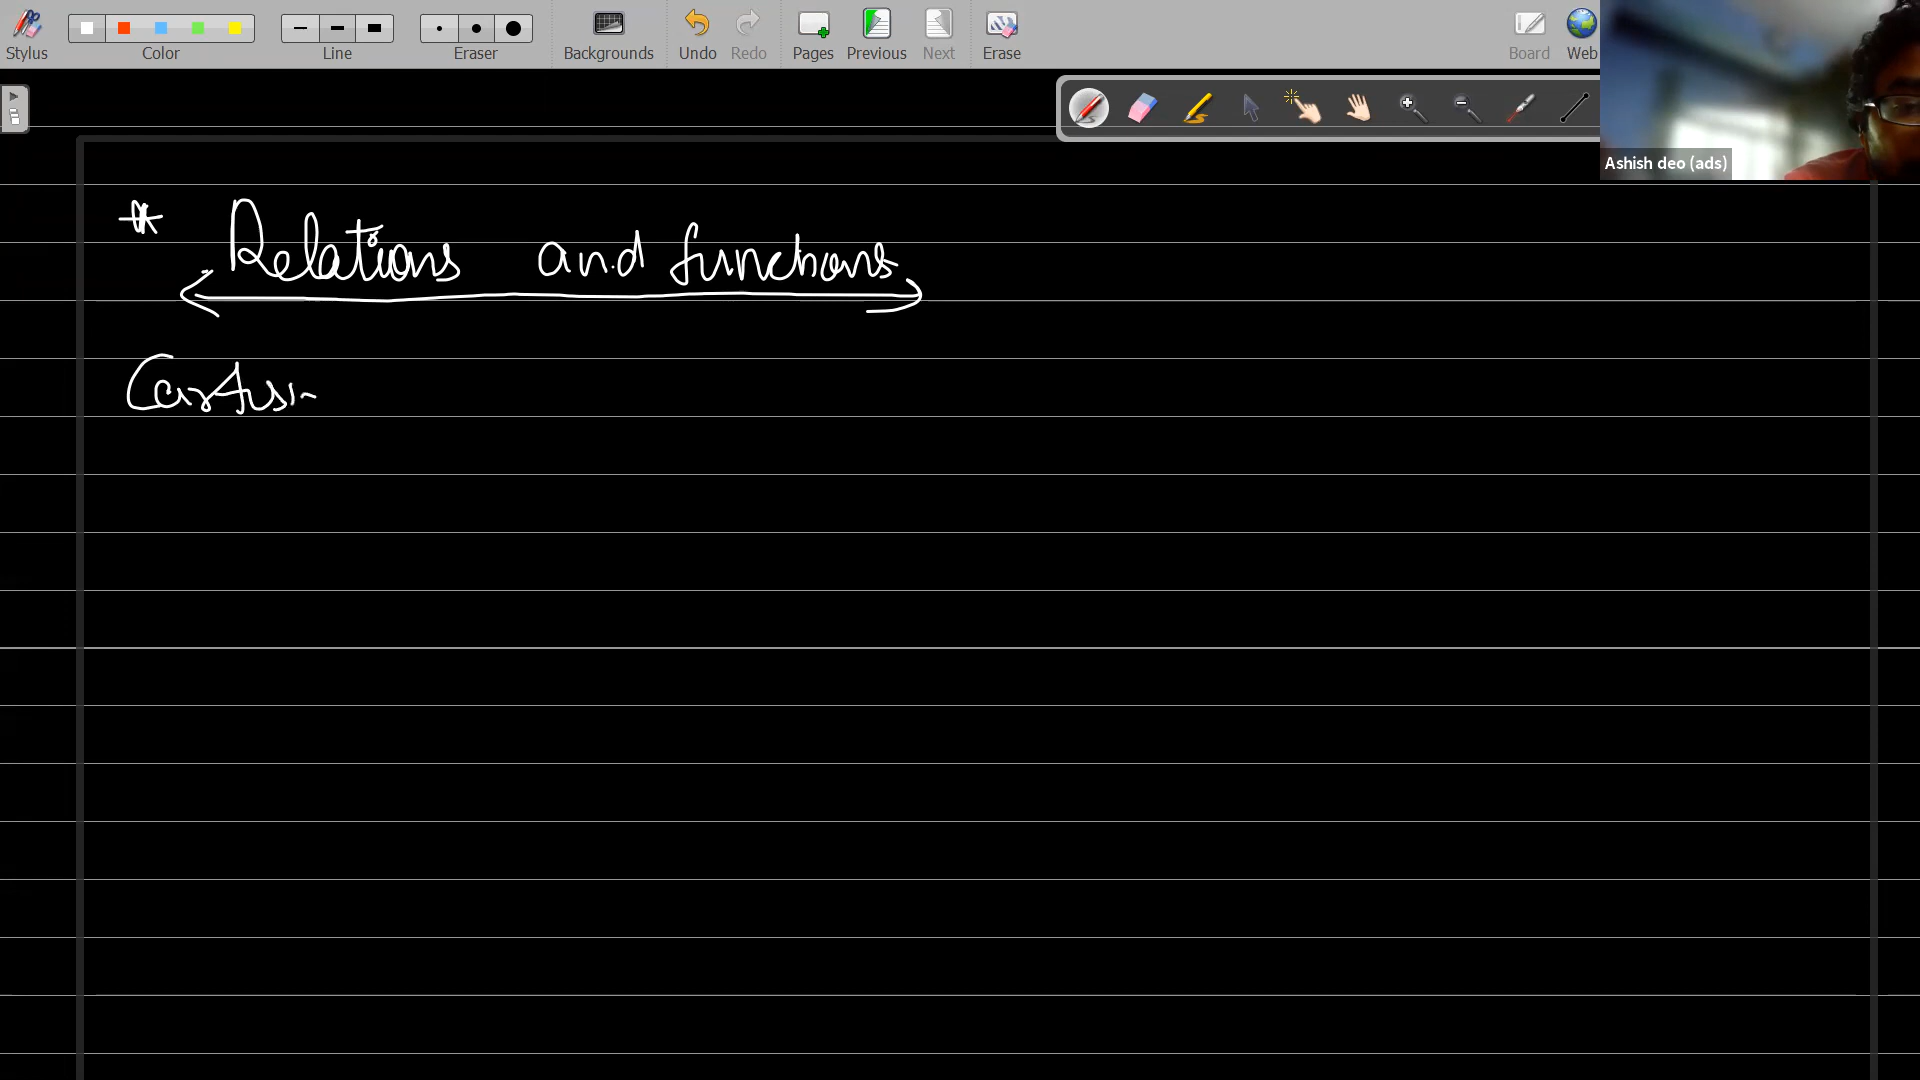 Stylus Color Line Eraser Backgrounds Undo Redo Pages Previous Next Erase Board Web
Ashish deo (ads)
* Relations and functions